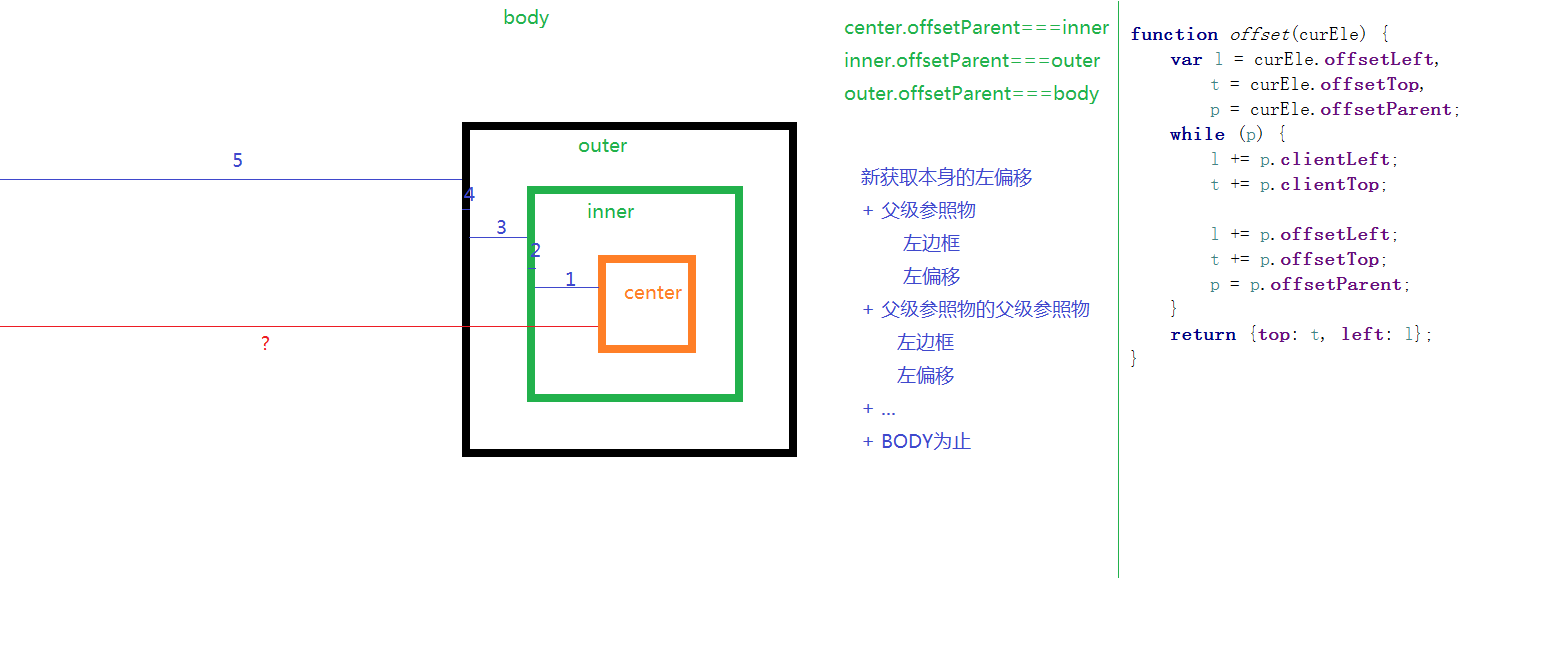 body
5
4
3
2
1
?
outer
inner
center
center.offsetParent===inner
inner.offsetParent===outer
outer.offsetParent===body
新获取本身的左偏移
+ 父级参照物
左边框
左偏移
+ 父级参照物的父级参照物
左边框
左偏移
+ ...
+ BODY为止
function offset(curEle) {
    var l = curEle.offsetLeft,
        t = curEle.offsetTop,
        p = curEle.offsetParent;
    while (p) {
        l += p.clientLeft;
        t += p.clientTop;

        l += p.offsetLeft;
        t += p.offsetTop;
        p = p.offsetParent;
    }
    return {top: t, left: l};
}